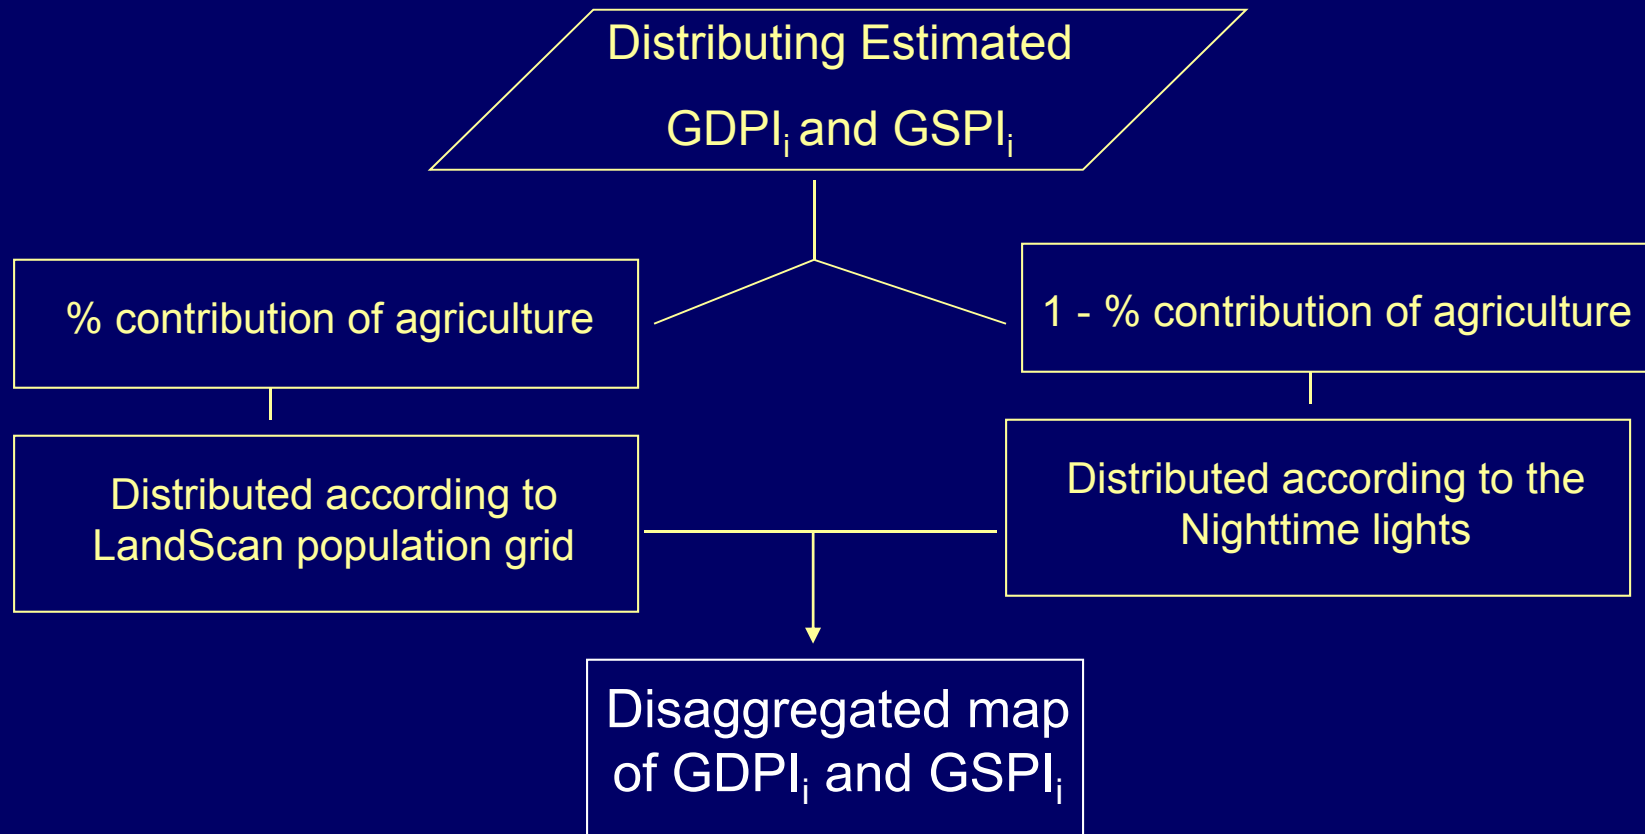 Distributing Estimated
GDPIᵢ and GSPIᵢ
% contribution of agriculture
1 - % contribution of agriculture
Distributed according to
LandScan population grid
Distributed according to the
Nighttime lights
Disaggregated map
of GDPIᵢ and GSPIᵢ